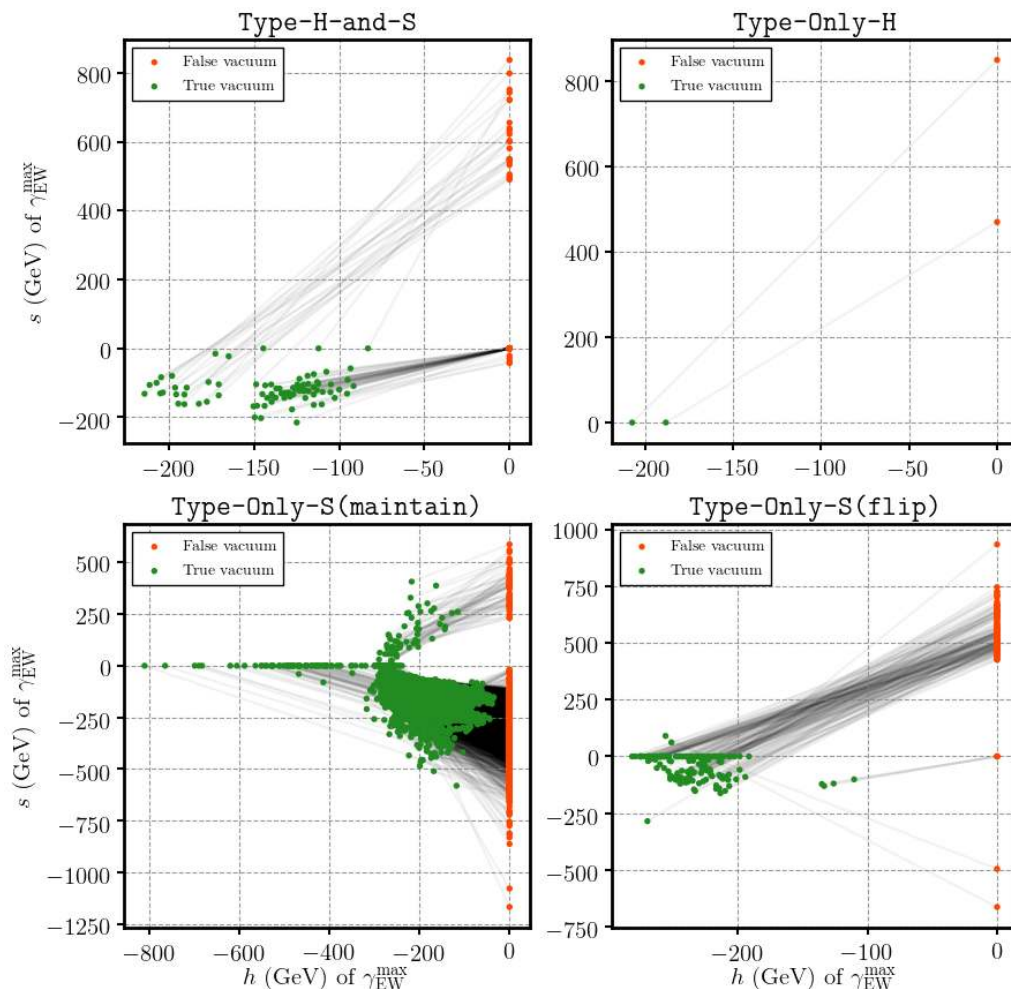 Type-H-and-S
False vacuum
True vacuum
800
600
400
200
0
−200
s (GeV) of γ_EW^max
−200 −150 −100 −50 0
Type-Only-H
False vacuum
True vacuum
800
600
400
200
0
−200 −150 −100 −50 0
Type-Only-S(maintain)
False vacuum
True vacuum
500
250
0
−250
−500
−750
−1000
−1250
s (GeV) of γ_EW^max
−800 −600 −400 −200 0
h (GeV) of γ_EW^max
Type-Only-S(flip)
False vacuum
True vacuum
1000
750
500
250
0
−250
−500
−750
−200 −100 0
h (GeV) of γ_EW^max